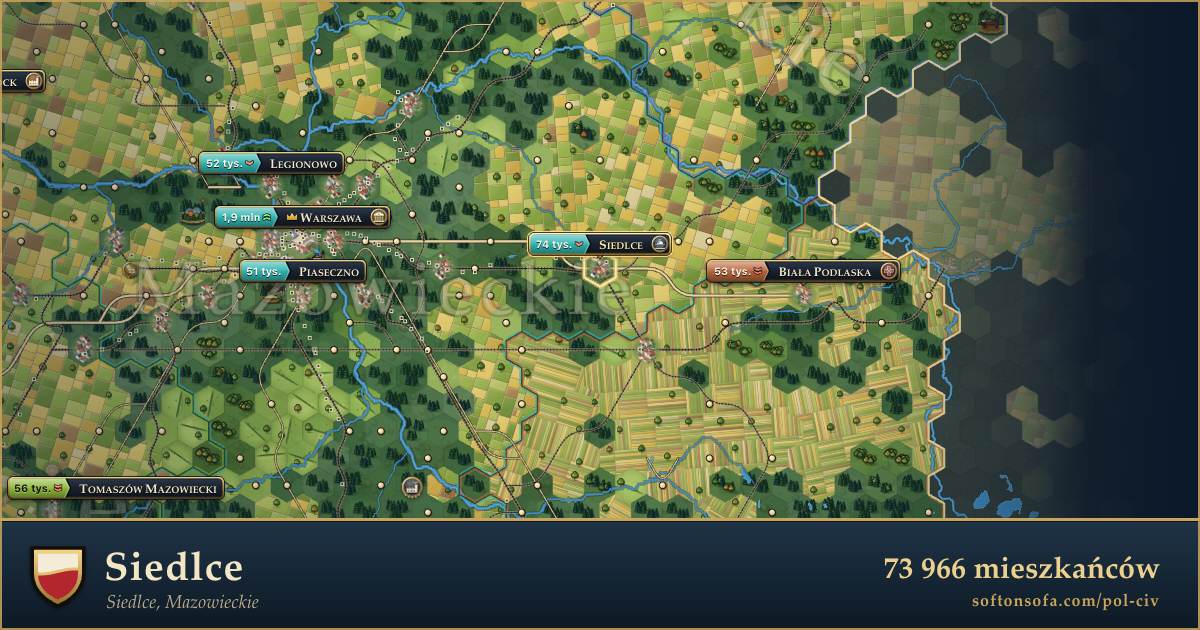 CK
52 tys. LEGIONOWO
1,9 mln WARSZAWA
74 tys. SIEDLCE
51 tys. PIASECZNO
53 tys. BIAŁA PODLASKA
Mazowieckie
56 tys. TOMASZÓW MAZOWIECKI
Siedlce
Siedlce, Mazowieckie
73 966 mieszkańców
softonsofa.com/pol-civ